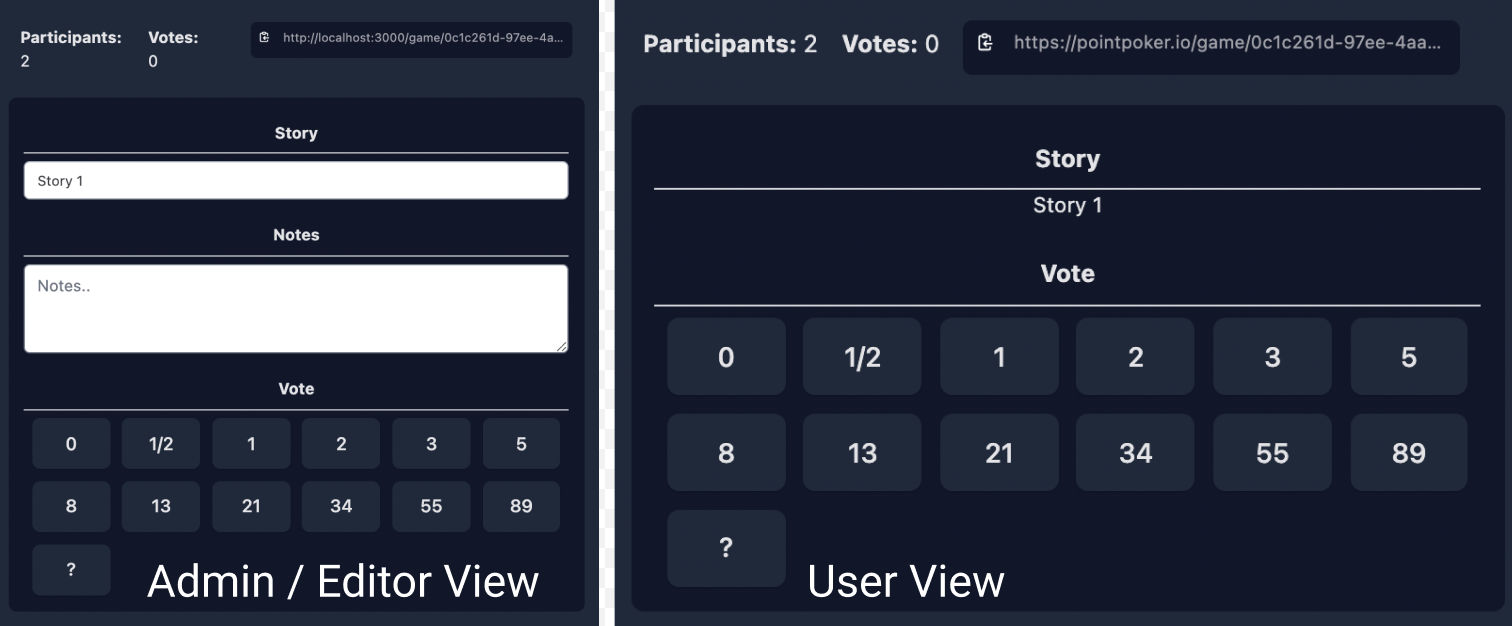 Participants: Votes:
2 0
http://localhost:3000/game/0c1c261d-97ee-4a...
Story
Story 1
Notes
Notes..
Vote
0 1/2 1 2 3 5
8 13 21 34 55 89
?
Admin / Editor View
Participants: 2 Votes: 0
https://pointpoker.io/game/0c1c261d-97ee-4aa...
Story
Story 1
Vote
0 1/2 1 2 3 5
8 13 21 34 55 89
?
User View